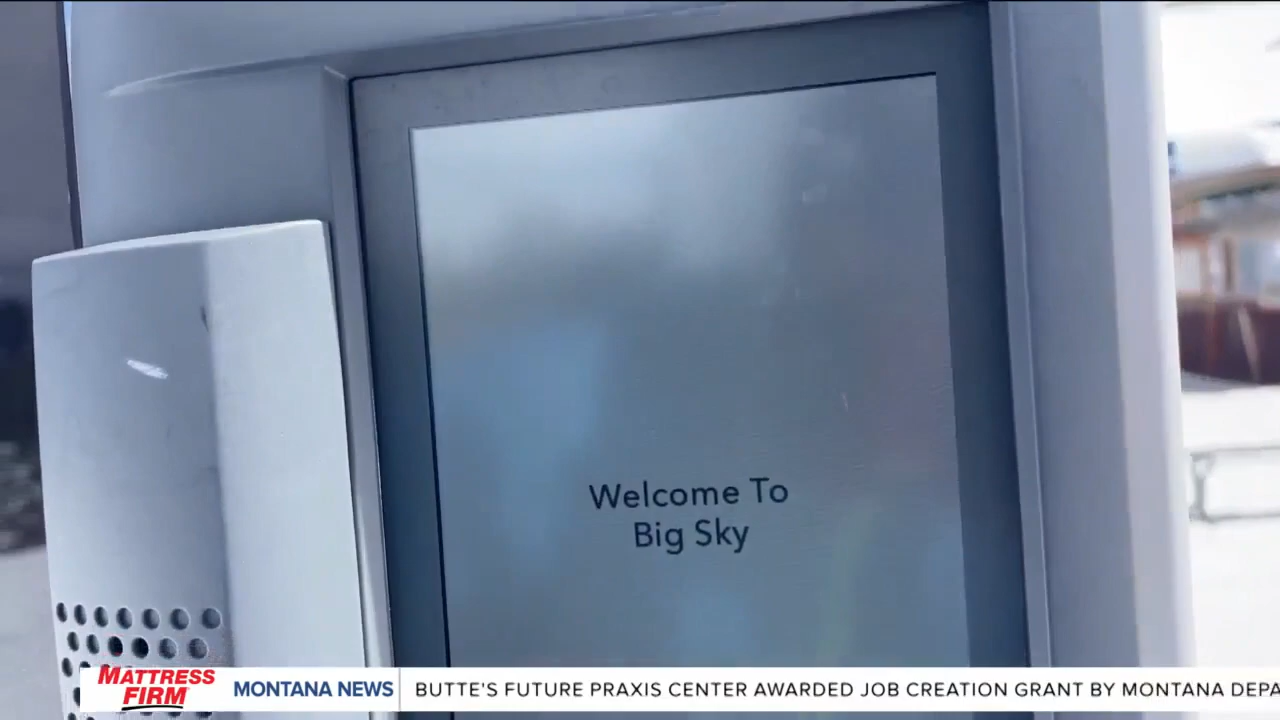 Welcome To
Big Sky
MATTRESS
FIRM
MONTANA NEWS
BUTTE'S FUTURE PRAXIS CENTER AWARDED JOB CREATION GRANT BY MONTANA DEPA